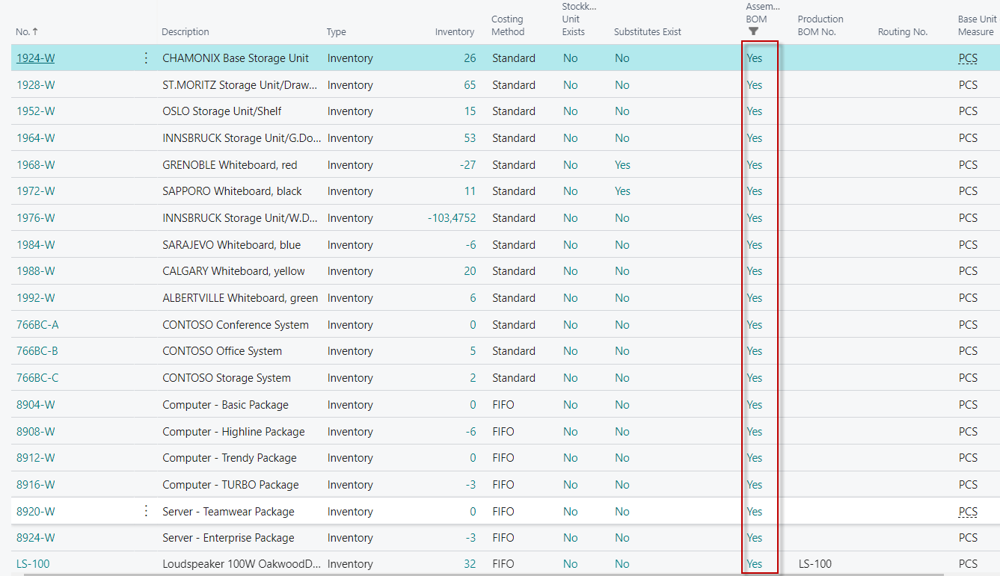 No. ↑ Description Type Inventory Costing Method Stockk... Unit Exists Substitutes Exist Assem... BOM Production BOM No. Routing No. Base Unit Measure
1924-W CHAMONIX Base Storage Unit Inventory 26 Standard No No Yes PCS
1928-W ST.MORITZ Storage Unit/Draw... Inventory 65 Standard No No Yes PCS
1952-W OSLO Storage Unit/Shelf Inventory 15 Standard No No Yes PCS
1964-W INNSBRUCK Storage Unit/G.Do... Inventory 53 Standard No No Yes PCS
1968-W GRENOBLE Whiteboard, red Inventory -27 Standard No Yes Yes PCS
1972-W SAPPORO Whiteboard, black Inventory 11 Standard No Yes Yes PCS
1976-W INNSBRUCK Storage Unit/W.D... Inventory -103,4752 Standard No No Yes PCS
1984-W SARAJEVO Whiteboard, blue Inventory -6 Standard No No Yes PCS
1988-W CALGARY Whiteboard, yellow Inventory 20 Standard No No Yes PCS
1992-W ALBERTVILLE Whiteboard, green Inventory 6 Standard No No Yes PCS
766BC-A CONTOSO Conference System Inventory 0 Standard No No Yes PCS
766BC-B CONTOSO Office System Inventory 5 Standard No No Yes PCS
766BC-C CONTOSO Storage System Inventory 2 Standard No No Yes PCS
8904-W Computer - Basic Package Inventory 0 FIFO No No Yes PCS
8908-W Computer - Highline Package Inventory -6 FIFO No No Yes PCS
8912-W Computer - Trendy Package Inventory 0 FIFO No No Yes PCS
8916-W Computer - TURBO Package Inventory -3 FIFO No No Yes PCS
8920-W Server - Teamwear Package Inventory 0 FIFO No No Yes PCS
8924-W Server - Enterprise Package Inventory -3 FIFO No No Yes PCS
LS-100 Loudspeaker 100W OakwoodD... Inventory 32 FIFO No No Yes LS-100 PCS